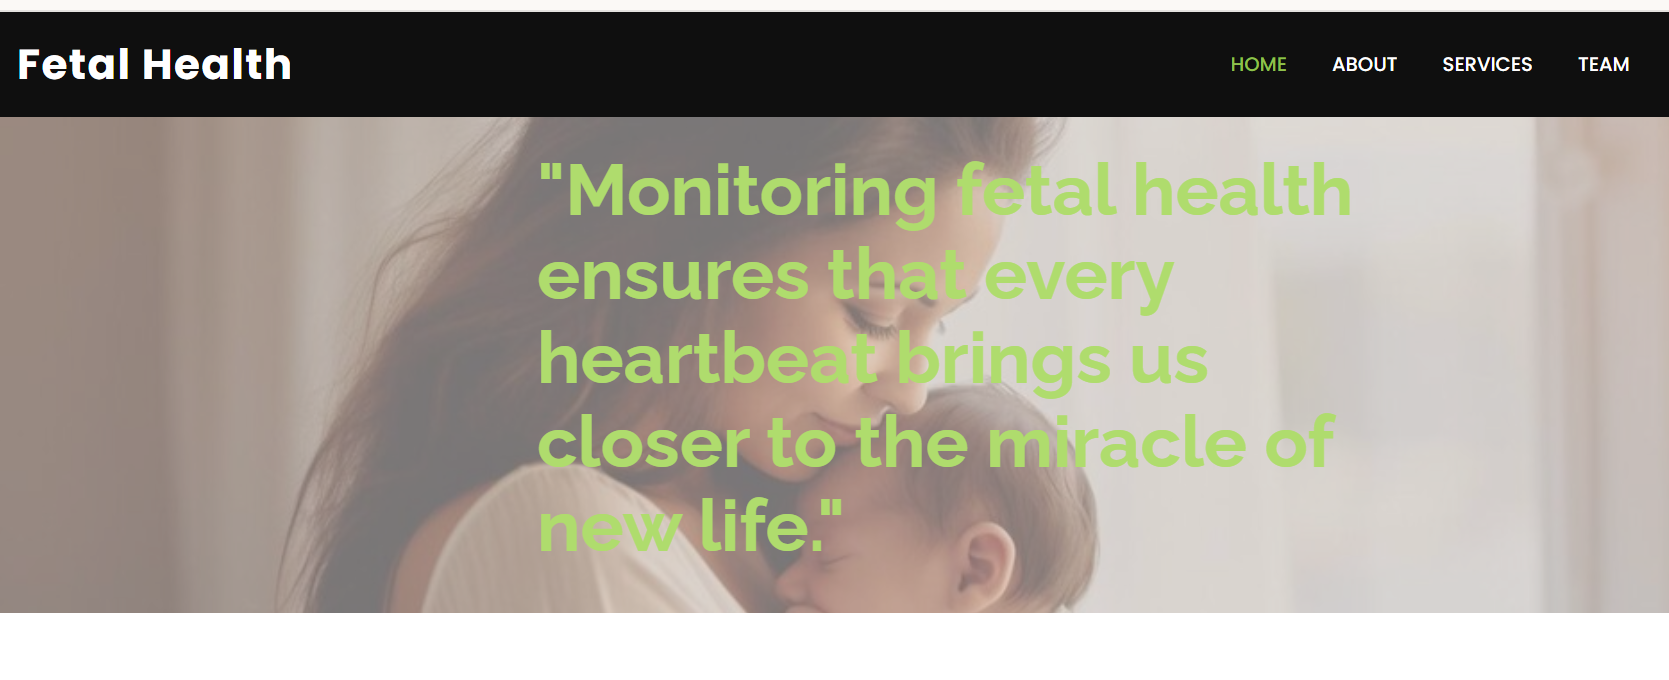 Fetal Health
HOME ABOUT SERVICES TEAM
"Monitoring fetal health
ensures that every
heartbeat brings us
closer to the miracle of
new life."